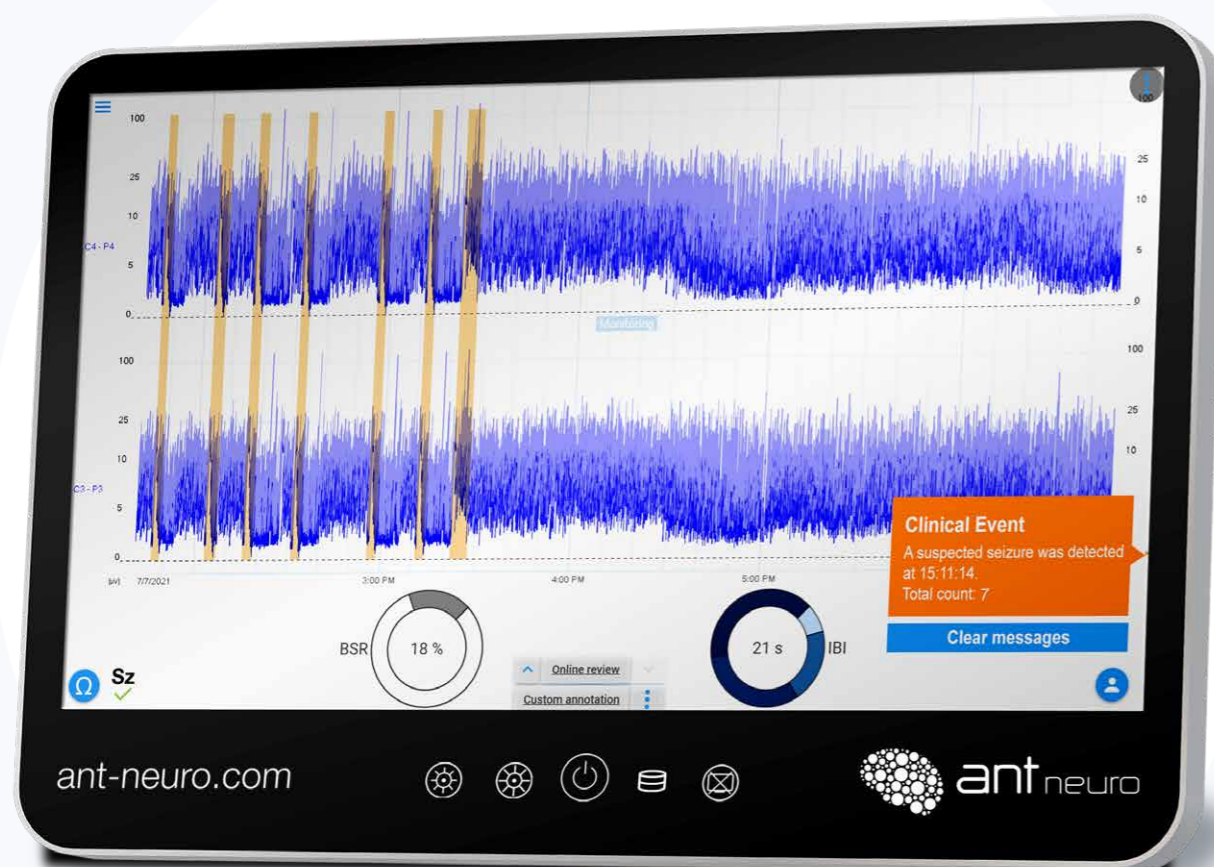 100
100
25
25
10
10
C4 - P4
5
5
0
0
Monitoring
100
100
25
25
10
10
C3 - P3
5
0
7/7/2021
3:00 PM
4:00 PM
5:00 PM
Clinical Event
A suspected seizure was detected
at 15:11:14.
Total count: 7
Clear messages
BSR
18 %
21 s
IBI
Online review
Custom annotation
Ω
Sz
ant-neuro.com
ant neuro